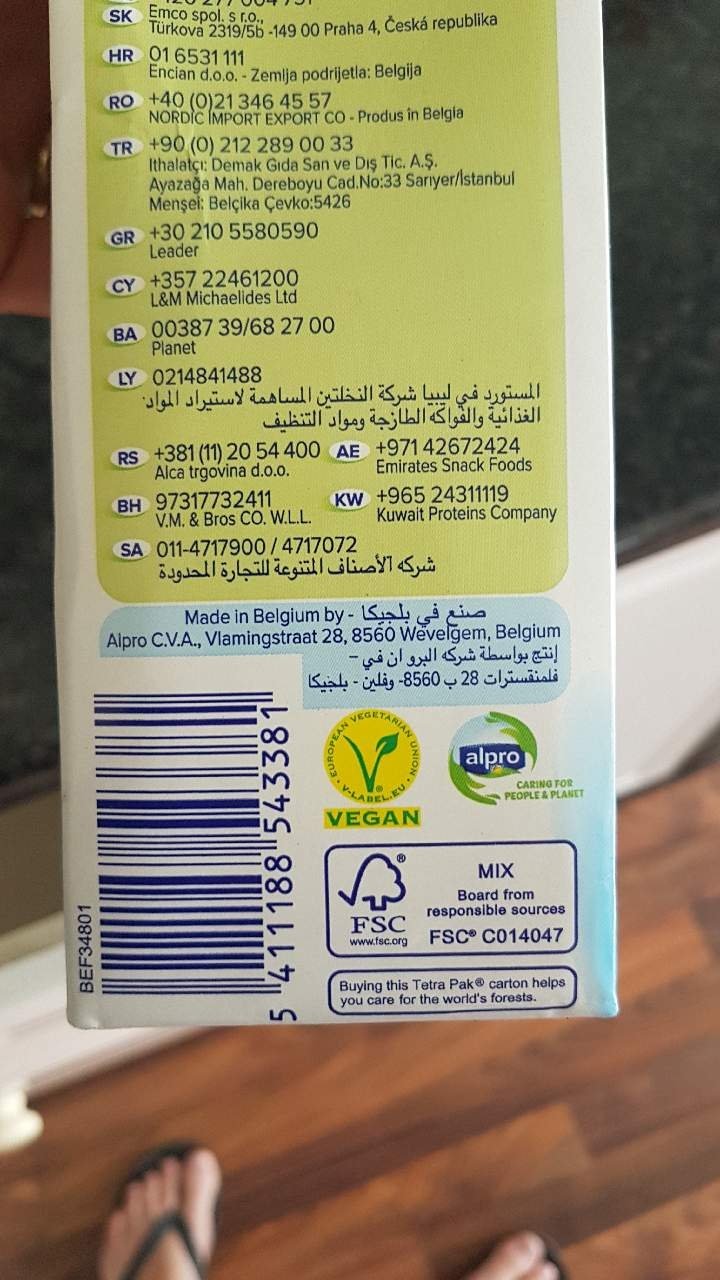 SK Emco spol. s r.o.,
Türkova 2319/5b -149 00 Praha 4, Česká republika
HR 01 6531 111
Encian d.o.o. - Zemlja podrijetla: Belgija
RO +40 (0)21 346 45 57
NORDIC IMPORT EXPORT CO - Produs în Belgia
TR +90 (0) 212 289 00 33
Ithalatçı: Demak Gıda San ve Dış Tic. A.Ş.
Ayazağa Mah. Dereboyu Cad.No:33 Sarıyer/İstanbul
Menşei: Belçika Çevko:5426
GR +30 210 5580590
Leader
CY +357 22461200
L&M Michaelides Ltd
BA 00387 39/68 27 00
Planet
LY 0214841488
المستورد في ليبيا شركة النخلتين المساهمة لاستيراد المواد
الغذائية والفواكه الطازجة ومواد التنظيف
RS +381 (11) 20 54 400 AE +971 42672424
Alca trgovina d.o.o. Emirates Snack Foods
BH 97317732411 KW +965 24311119
V.M. & Bros CO. W.L.L. Kuwait Proteins Company
SA 011-4717900 / 4717072
شركه الأصناف المتنوعة للتجارة المحدودة
Made in Belgium by - صنع في بلجيكا
Alpro C.V.A., Vlamingstraat 28, 8560 Wevelgem, Belgium
إنتج بواسطة شركه البرو ان في -
فلمنقسترات 28 ب 8560- وفلين - بلجيكا
5 411188 543381
BEF34801
EUROPEAN VEGETARIAN UNION
V-LABEL.EU
VEGAN
alpro
CARING FOR
PEOPLE & PLANET
FSC
www.fsc.org
MIX
Board from
responsible sources
FSC® C014047
Buying this Tetra Pak® carton helps
you care for the world's forests.